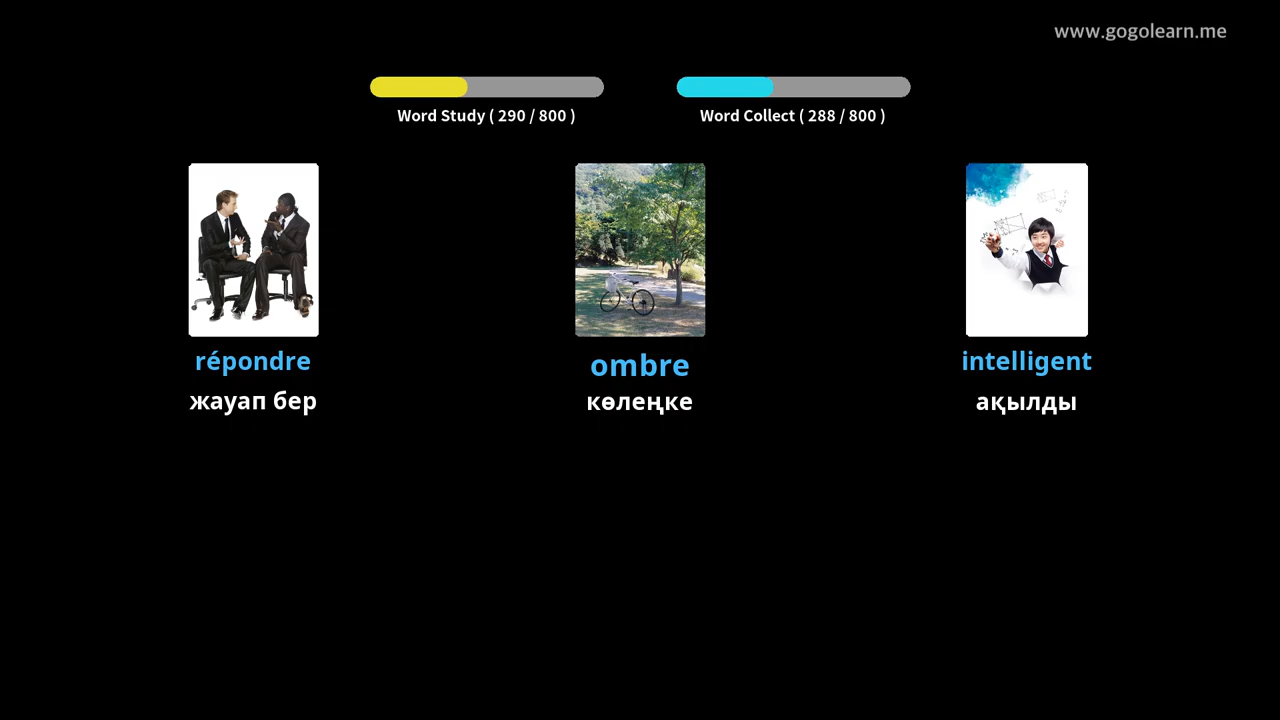 www.gogolearn.me
Word Study ( 290 / 800 )
Word Collect ( 288 / 800 )
répondre
жауап бер
ombre
көлеңке
intelligent
ақылды